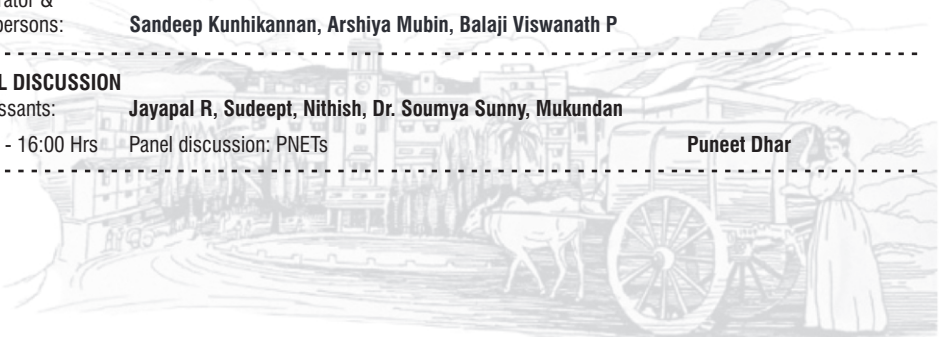 rator &
persons: Sandeep Kunhikannan, Arshiya Mubin, Balaji Viswanath P
L DISCUSSION
ssants: Jayapal R, Sudeept, Nithish, Dr. Soumya Sunny, Mukundan
- 16:00 Hrs Panel discussion: PNETs Puneet Dhar